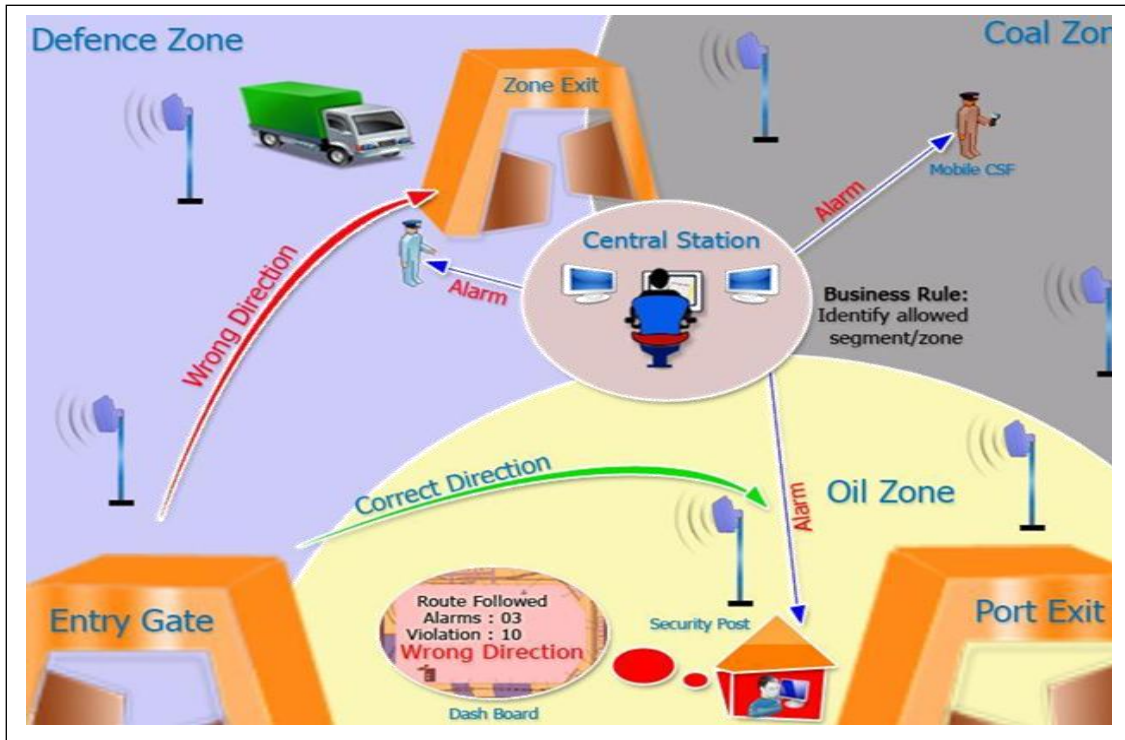 Defence Zone
Coal Zon
Zone Exit
Mobile CSF
Alarm
Central Station
Alarm
Wrong Direction
Business Rule:
Identify allowed
segment/zone
Correct Direction
Oil Zone
Alarm
Entry Gate
Route Followed
Alarms : 03
Violation : 10
Wrong Direction
Dash Board
Security Post
Port Exit